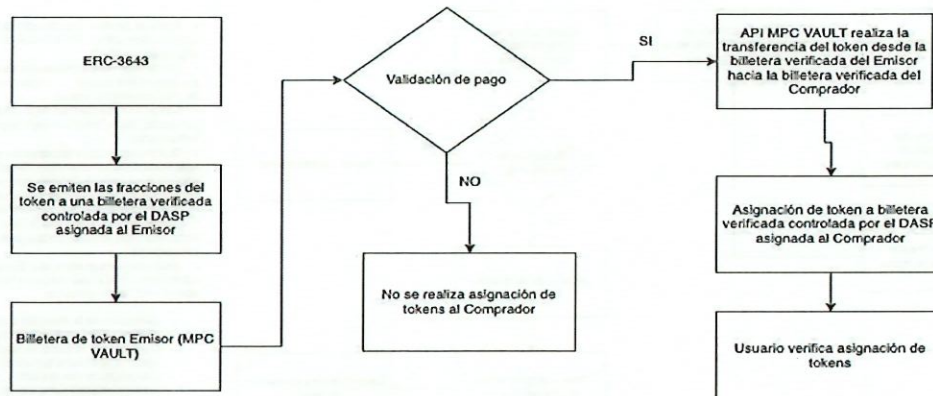 ERC-3643
Se emiten las fracciones del
token a una billetera verificada
controlada por el DASP
asignada al Emisor
Billetera de token Emisor (MPC
VAULT)
Validación de pago
NO
No se realiza asignación de
tokens al Comprador
SI
API MPC VAULT realiza la
transferencia del token desde la
billetera verificada del Emisor
hacia la billetera verificada del
Comprador
Asignación de token a billetera
verificada controlada por el DASP
asignada al Comprador
Usuario verifica asignación de
tokens